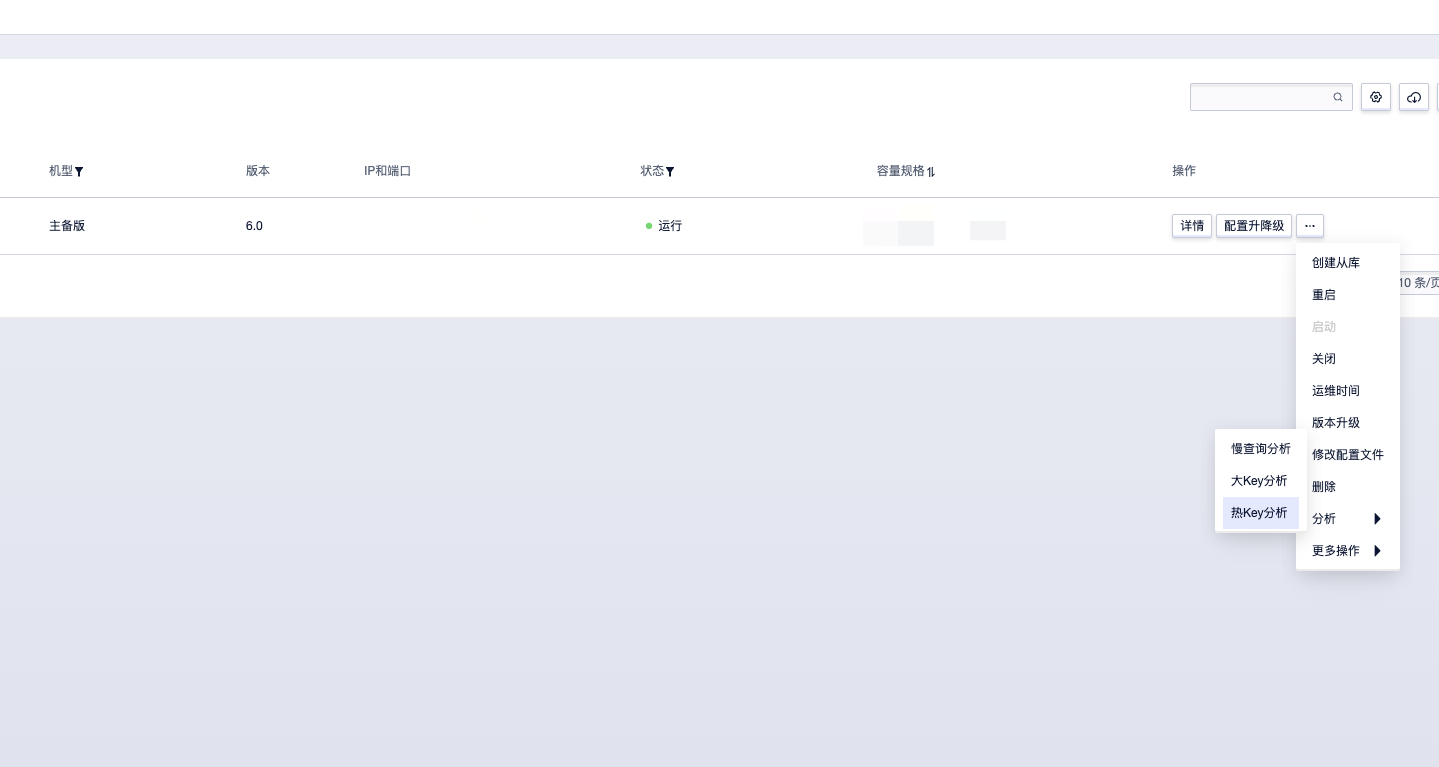 机型
版本
IP和端口
状态
容量规格
操作
主备版
6.0
运行
详情
配置升降级
...
10 条/页
创建从库
重启
启动
关闭
运维时间
版本升级
修改配置文件
删除
分析
更多操作
慢查询分析
大Key分析
热Key分析